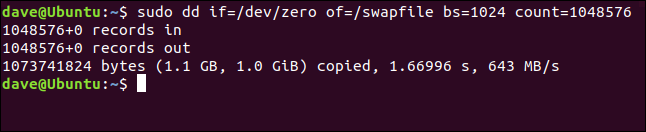 dave@Ubuntu:~$ sudo dd if=/dev/zero of=/swapfile bs=1024 count=1048576
1048576+0 records in
1048576+0 records out
1073741824 bytes (1.1 GB, 1.0 GiB) copied, 1.66996 s, 643 MB/s
dave@Ubuntu:~$